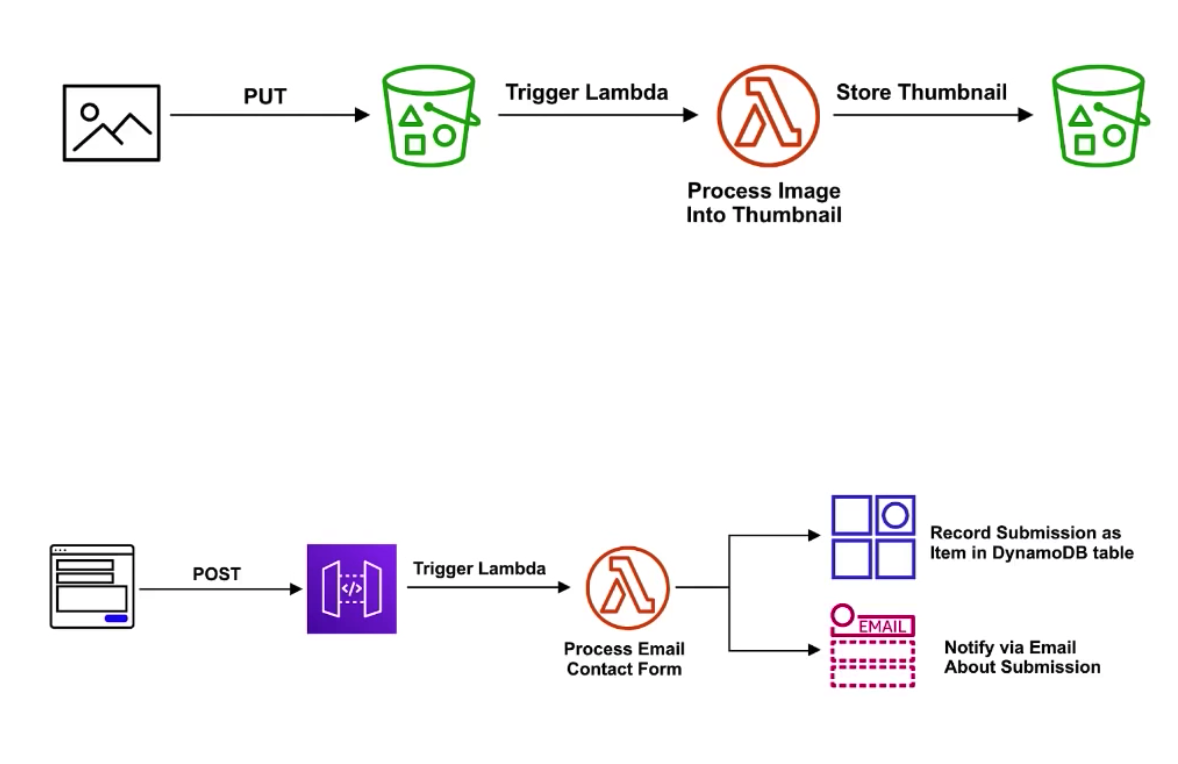 PUT
Trigger Lambda
Store Thumbnail
Process Image
Into Thumbnail
POST
</>
Trigger Lambda
Process Email
Contact Form
Record Submission as
Item in DynamoDB table
EMAIL
Notify via Email
About Submission